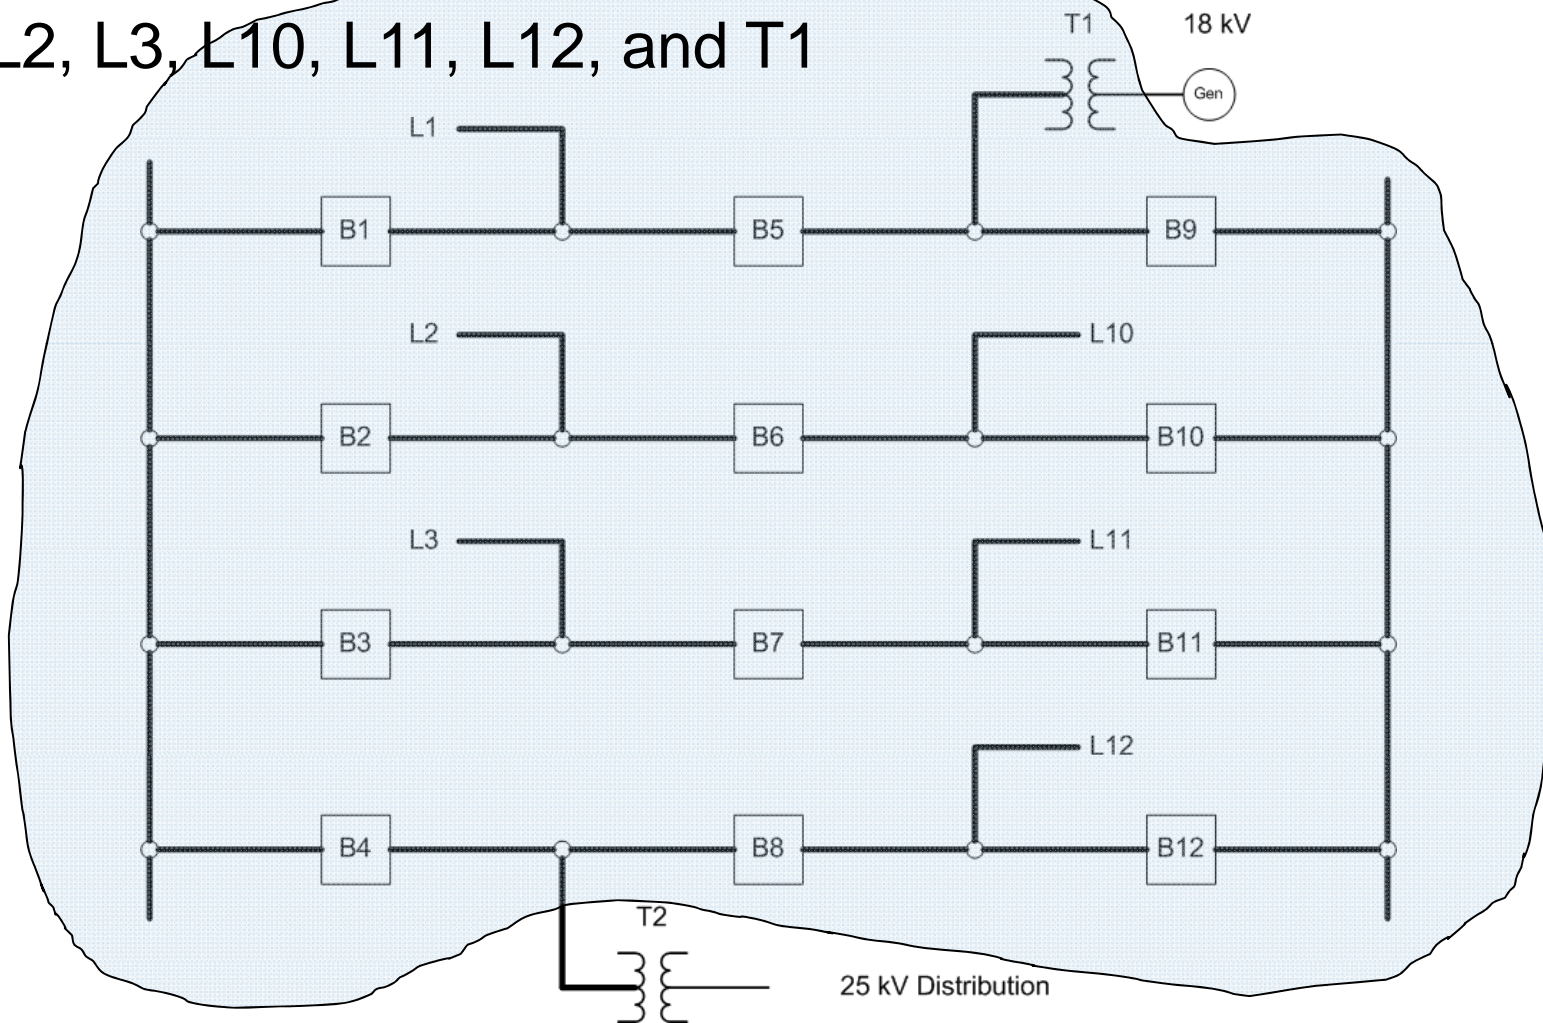 L2, L3, L10, L11, L12, and T1
T1 18 kV
Gen
L1
B1 B5 B9
L2 L10
B2 B6 B10
L3 L11
B3 B7 B11
L12
B4 B8 B12
T2
25 kV Distribution